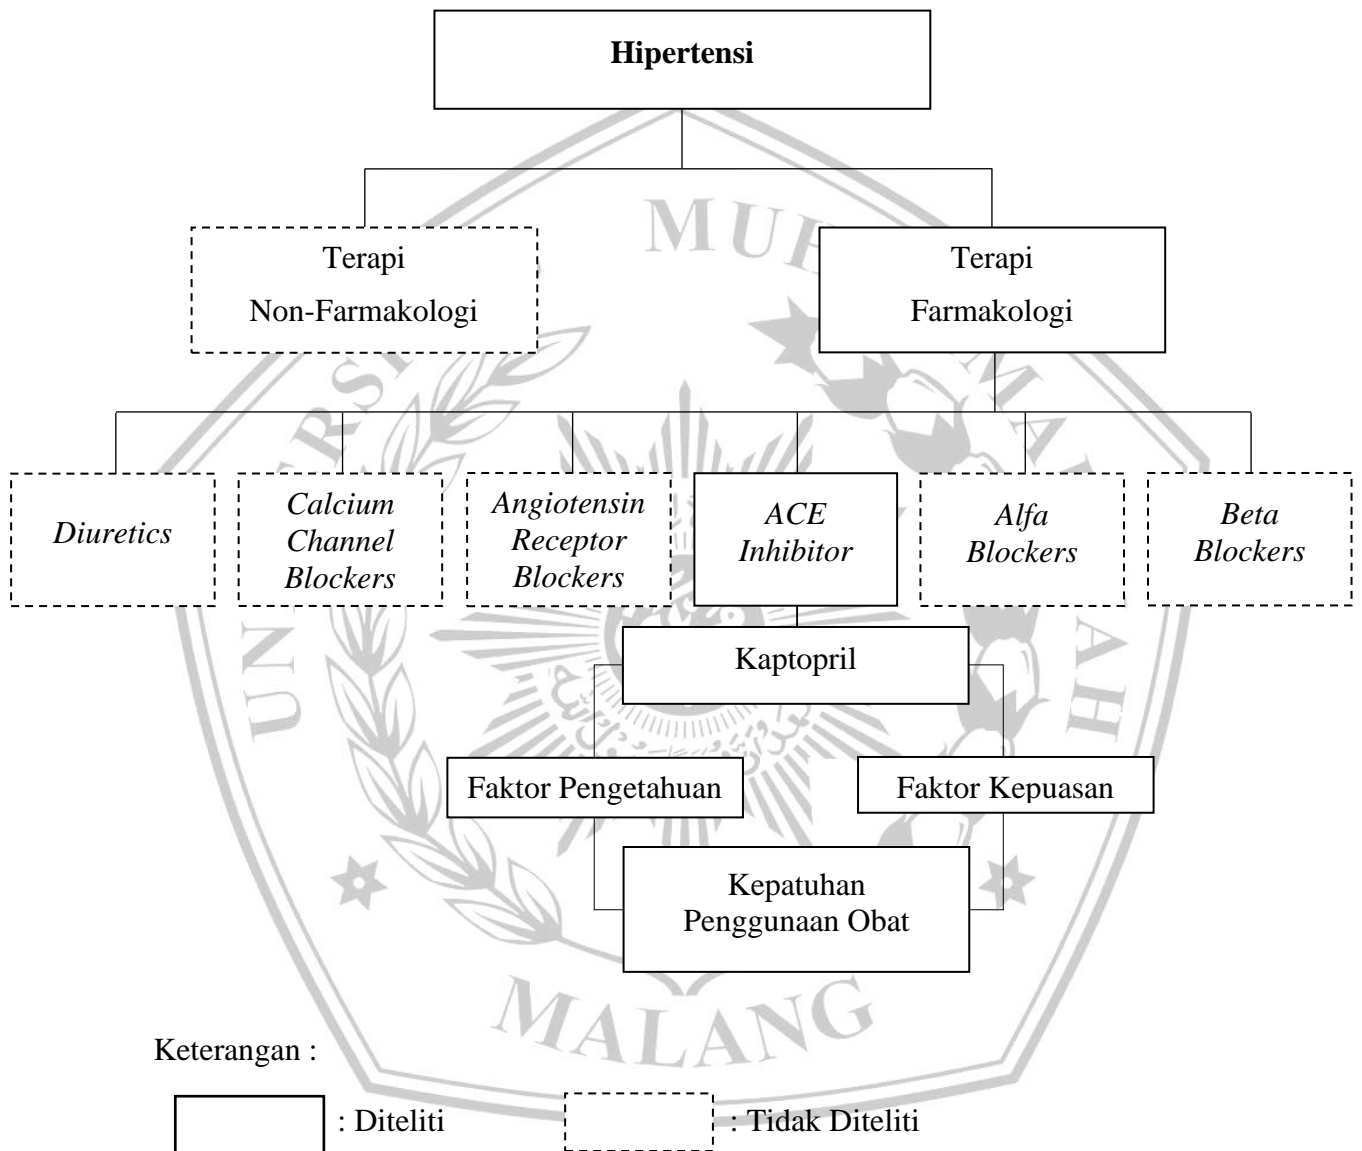 Hipertensi
Terapi
Non-Farmakologi
Terapi
Farmakologi
Diuretics
Calcium
Channel
Blockers
Angiotensin
Receptor
Blockers
ACE
Inhibitor
Alfa
Blockers
Beta
Blockers
Kaptopril
Faktor Pengetahuan
Faktor Kepuasan
Kepatuhan
Penggunaan Obat
MALANG
Keterangan :
: Diteliti
: Tidak Diteliti